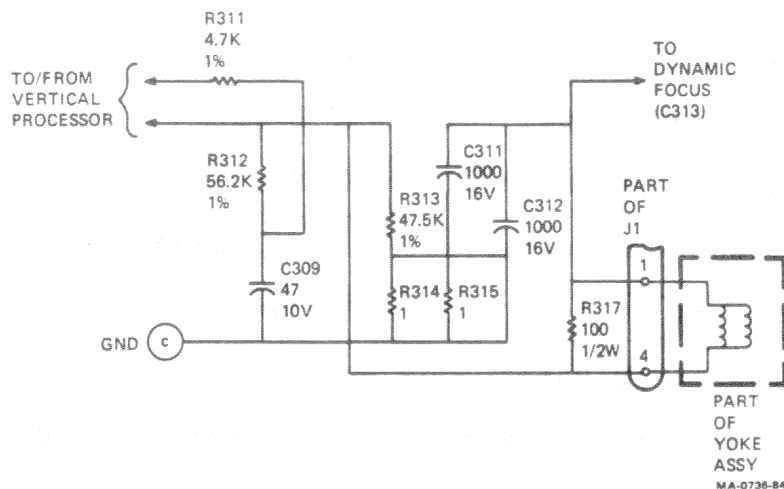 R311
4.7K
1%
TO/FROM
VERTICAL
PROCESSOR
TO
DYNAMIC
FOCUS
(C313)
R312
56.2K
1%
C311
1000
16V
R313
47.5K
1%
C312
1000
16V
PART
OF
J1
C309
47
10V
R314
1
R315
1
1
R317
100
1/2W
4
GND
C
PART
OF
YOKE
ASSY